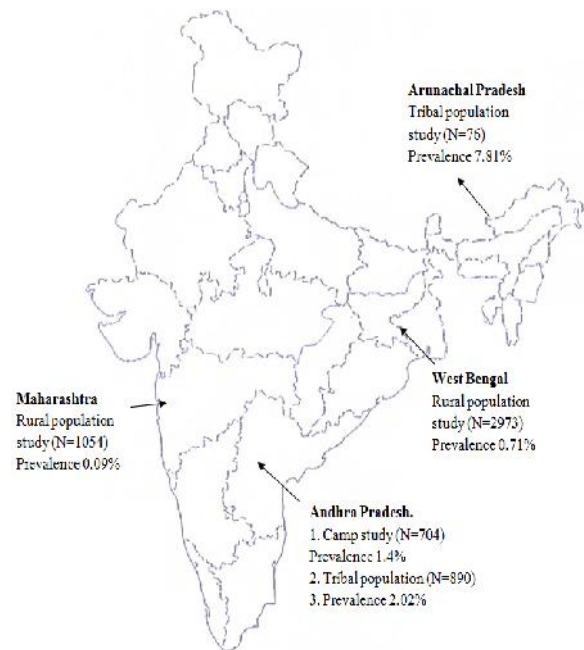 Arunachal Pradesh
Tribal population
study (N=76)
Prevalence 7.81%
West Bengal
Rural population
study (N=2973)
Prevalence 0.71%
Maharashtra
Rural population
study (N=1054)
Prevalence 0.09%
Andhra Pradesh.
1. Camp study (N=704)
Prevalence 1.4%
2. Tribal population (N=890)
3. Prevalence 2.02%